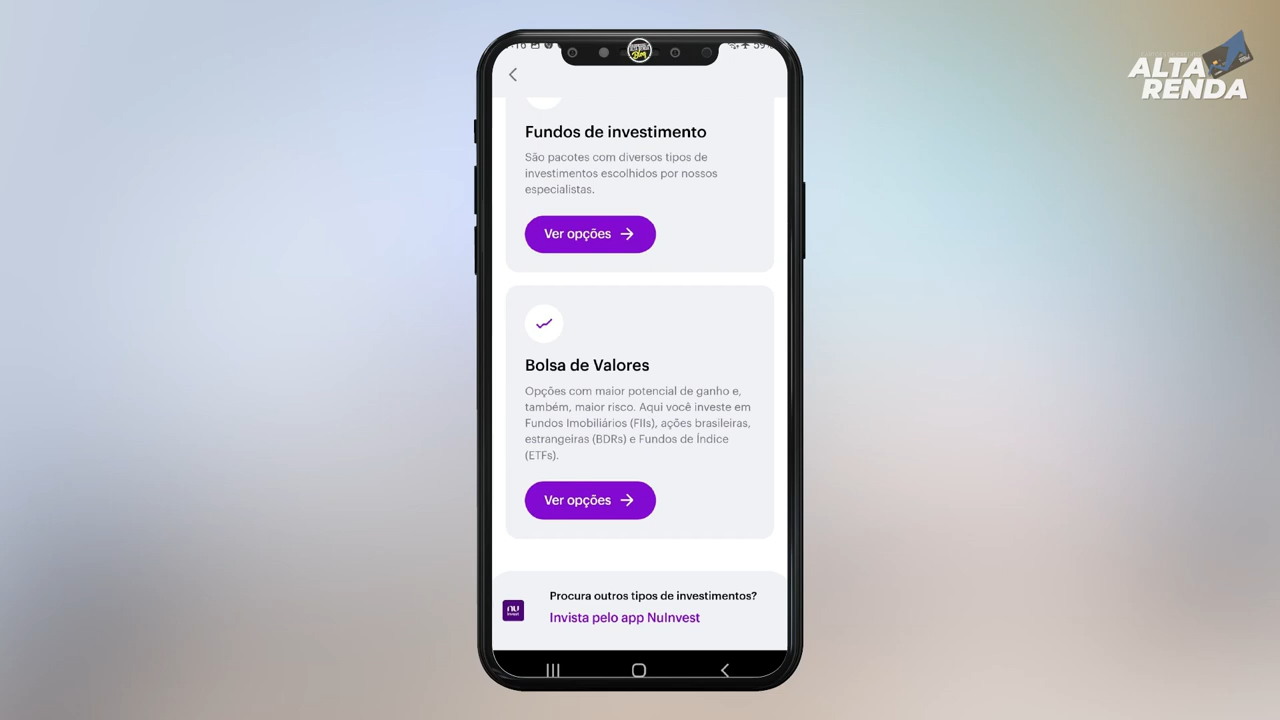 ALTA
RENDA
Fundos de investimento
São pacotes com diversos tipos de
investimentos escolhidos por nossos
especialistas.
Ver opções
Bolsa de Valores
Opções com maior potencial de ganho e,
também, maior risco. Aqui você investe em
Fundos Imobiliários (FIIs), ações brasileiras,
estrangeiras (BDRs) e Fundos de Índice
(ETFs).
Ver opções
Procura outros tipos de investimentos?
nu
invest
Invista pelo app NuInvest